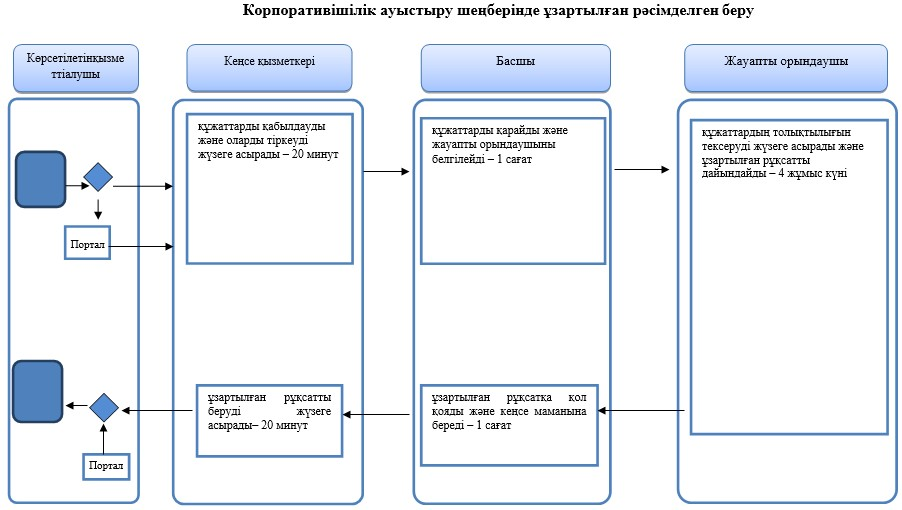 Корпоративішілік ауыстыру шеңберінде ұзартылған рәсімделген беру
Көрсетілетінқызме
ттіалушы
Кеңсе қызметкері
Басшы
Жауапты орындаушы
құжаттарды қабылдауды
және оларды тіркеуді
жүзеге асырады – 20 минут
құжаттарды қарайды және
жауапты орындаушыны
белгілейді – 1 сағат
құжаттардың толықтылығын
тексеруді жүзеге асырады және
ұзартылған рұқсатты
дайындайды – 4 жұмыс күні
Портал
ұзартылған рұқсатты
беруді жүзеге
асырады– 20 минут
ұзартылған рұқсатқа қол
қояды және кеңсе маманына
береді – 1 сағат
Портал